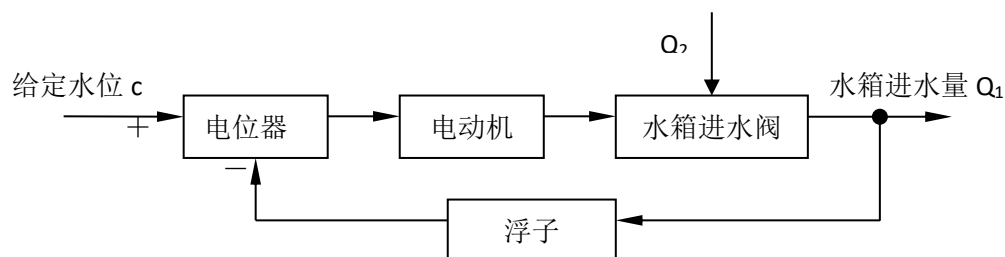 Q₂
给定水位 c
水箱进水量 Q₁
+
电位器
电动机
水箱进水阀
—
浮子